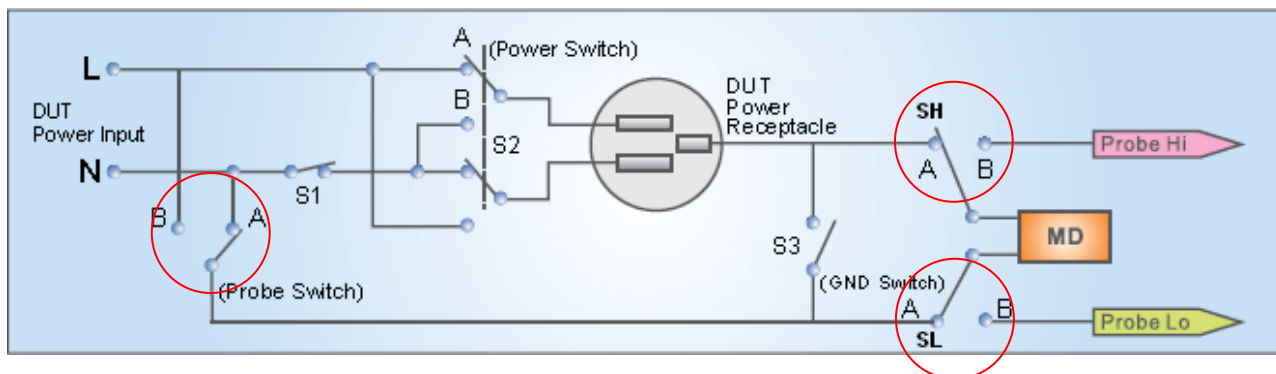 L
DUT
Power Input
N
B
A
(Probe Switch)
S1
A
(Power Switch)
B
S2
DUT
Power
Receptacle
S3
(GND Switch)
SH
A
B
Probe Hi
MD
A
B
SL
Probe Lo